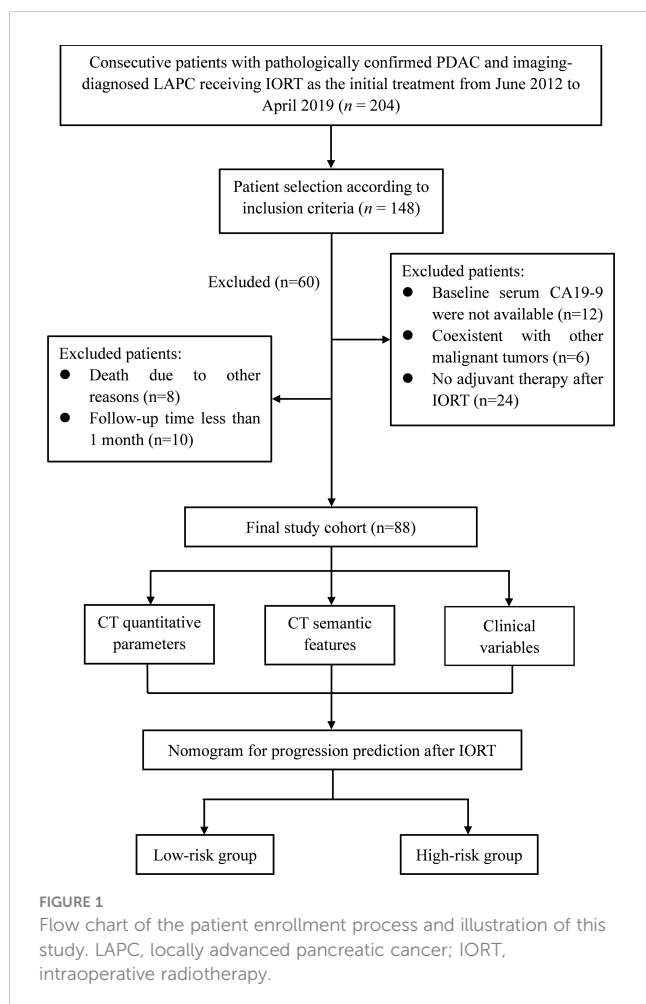 Consecutive patients with pathologically confirmed PDAC and imaging-
diagnosed LAPC receiving IORT as the initial treatment from June 2012 to
April 2019 (n = 204)
Patient selection according to
inclusion criteria (n = 148)
Excluded (n=60)
Excluded patients:
● Baseline serum CA19-9
were not available (n=12)
● Coexistent with other
malignant tumors (n=6)
● No adjuvant therapy after
IORT (n=24)
Excluded patients:
● Death due to other
reasons (n=8)
● Follow-up time less than
1 month (n=10)
Final study cohort (n=88)
CT quantitative
parameters
CT semantic
features
Clinical
variables
Nomogram for progression prediction after IORT
Low-risk group
High-risk group
FIGURE 1
Flow chart of the patient enrollment process and illustration of this
study. LAPC, locally advanced pancreatic cancer; IORT,
intraoperative radiotherapy.